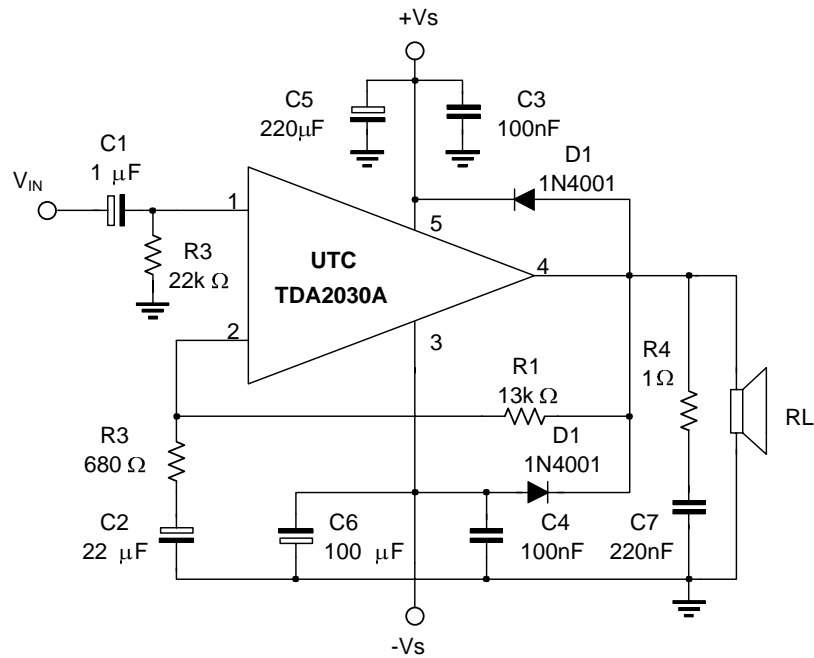 +Vs
C5
220μF
C3
100nF
C1
1 μF
D1
1N4001
VIN
1
5
R3
22k Ω
UTC
TDA2030A
4
2
3
R1
13k Ω
R4
1Ω
RL
R3
680 Ω
D1
1N4001
C2
22 μF
C6
100 μF
C4
100nF
C7
220nF
-Vs